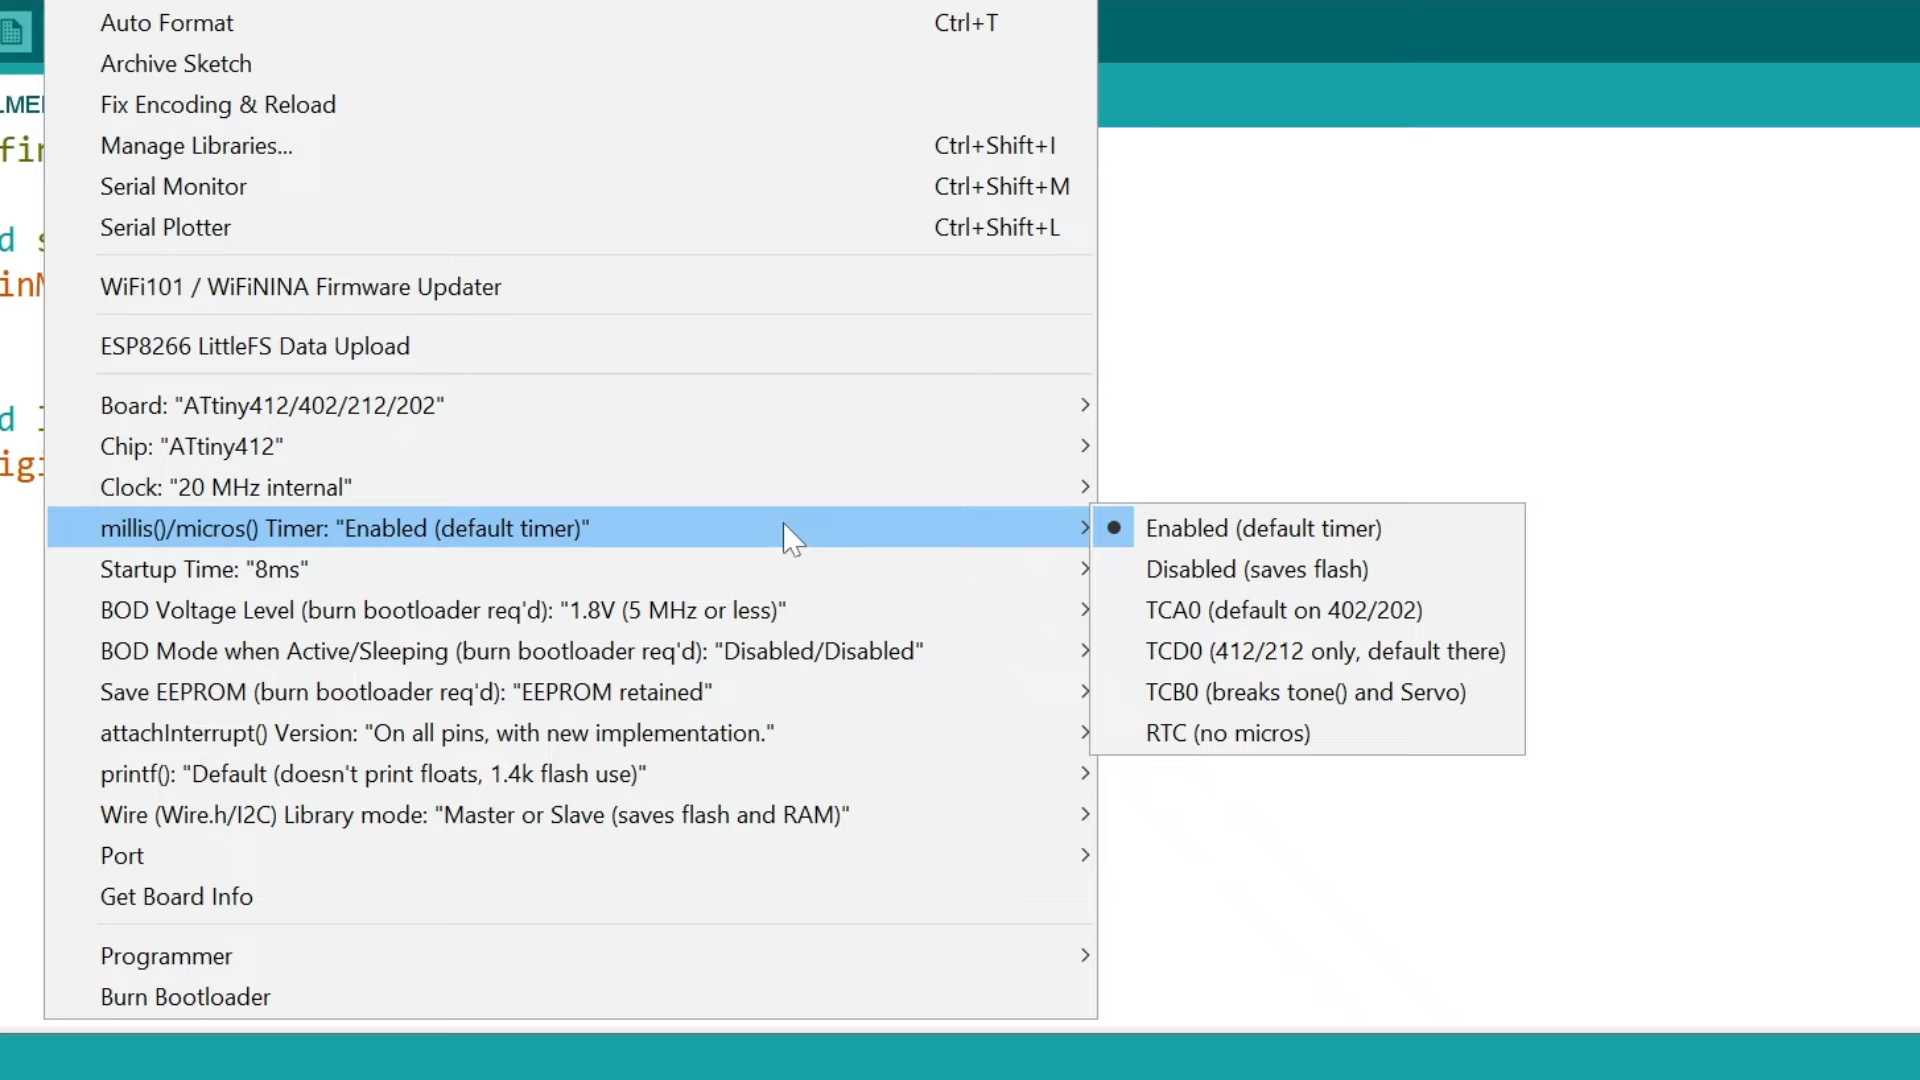 Auto Format Ctrl+T
Archive Sketch
Fix Encoding & Reload
Manage Libraries... Ctrl+Shift+I
Serial Monitor Ctrl+Shift+M
Serial Plotter Ctrl+Shift+L
WiFi101 / WiFiNINA Firmware Updater
ESP8266 LittleFS Data Upload
Board: "ATtiny412/402/212/202"
Chip: "ATtiny412"
Clock: "20 MHz internal"
millis()/micros() Timer: "Enabled (default timer)"
Startup Time: "8ms"
BOD Voltage Level (burn bootloader req'd): "1.8V (5 MHz or less)"
BOD Mode when Active/Sleeping (burn bootloader req'd): "Disabled/Disabled"
Save EEPROM (burn bootloader req'd): "EEPROM retained"
attachInterrupt() Version: "On all pins, with new implementation."
printf(): "Default (doesn't print floats, 1.4k flash use)"
Wire (Wire.h/I2C) Library mode: "Master or Slave (saves flash and RAM)"
Port
Get Board Info
Programmer
Burn Bootloader
Enabled (default timer)
Disabled (saves flash)
TCA0 (default on 402/202)
TCD0 (412/212 only, default there)
TCB0 (breaks tone() and Servo)
RTC (no micros)